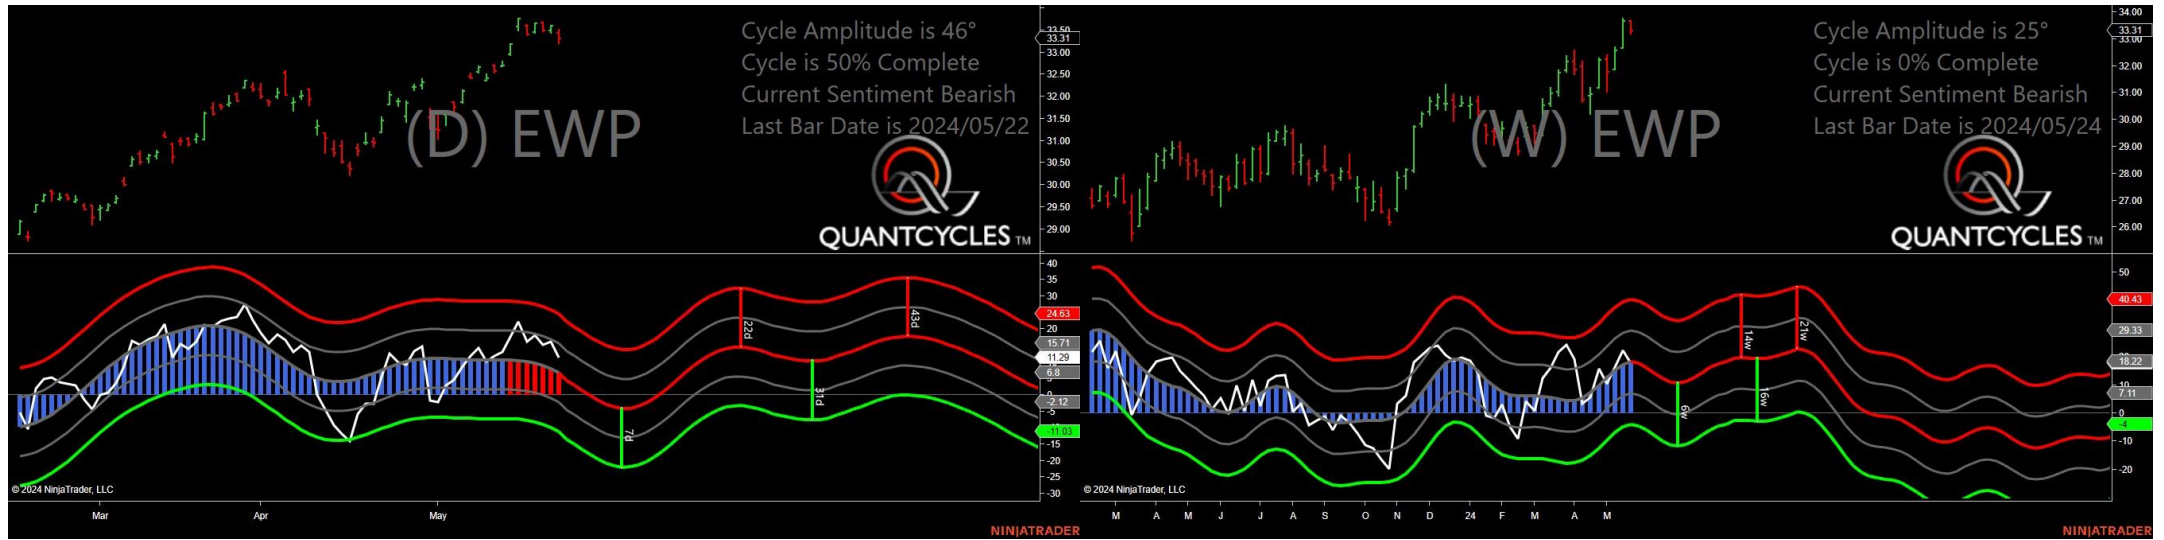 Cycle Amplitude is 46°
Cycle is 50% Complete
Current Sentiment Bearish
Last Bar Date is 2024/05/22
(D) EWP
QUANTCYCLES TM
33.50
33.31
33.00
32.50
32.00
31.50
31.00
30.50
30.00
29.50
29.00
40
35
30
24.63
20
15.71
11.29
6.8
-2.12
-5
-11.03
-15
-20
-25
-30
7d
22d
31d
43d
© 2024 NinjaTrader, LLC
Mar Apr May
NINJATRADER
Cycle Amplitude is 25°
Cycle is 0% Complete
Current Sentiment Bearish
Last Bar Date is 2024/05/24
(W) EWP
QUANTCYCLES TM
34.00
33.31
33.00
32.00
31.00
30.00
29.00
28.00
27.00
26.00
50
40.43
29.33
18.22
10
7.11
0
-4
-10
-20
6w
14w
16w
21w
© 2024 NinjaTrader, LLC
M A M J J A S O N D 24 F M A M
NINJATRADER